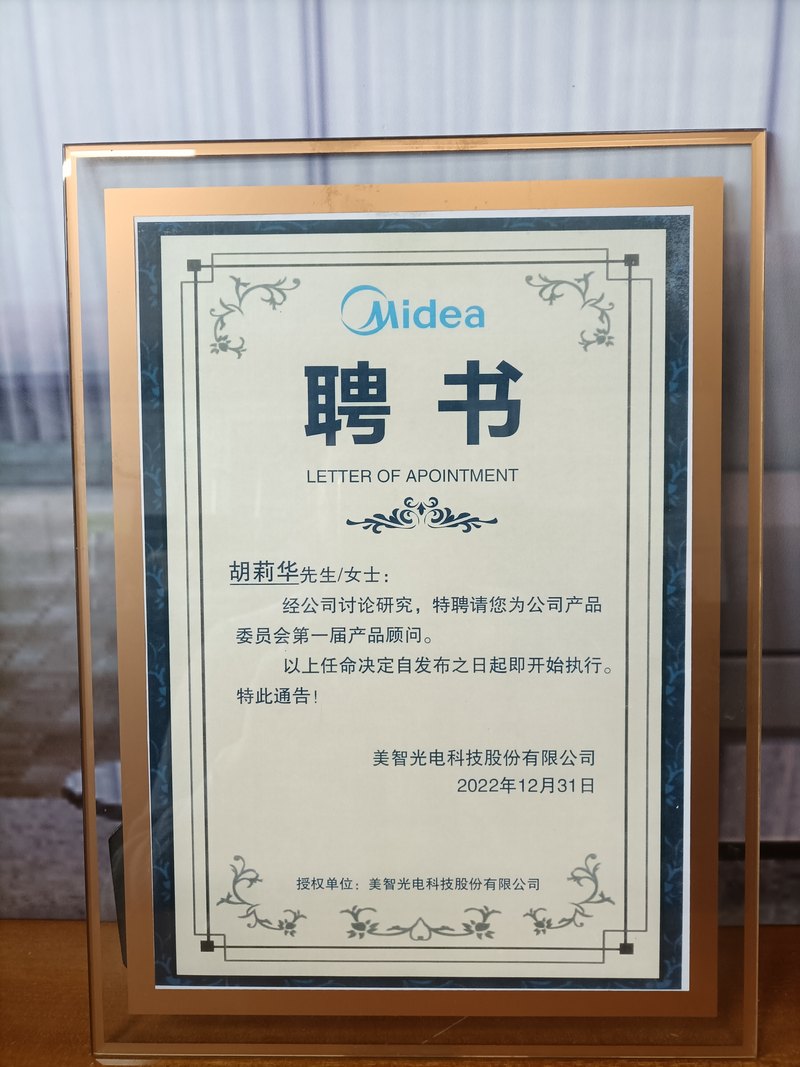 Midea
聘书
LETTER OF APOINTMENT
胡莉华先生/女士：
经公司讨论研究，特聘请您为公司产品
委员会第一届产品顾问。
以上任命决定自发布之日起即开始执行。
特此通告！
美智光电科技股份有限公司
2022年12月31日
授权单位：美智光电科技股份有限公司